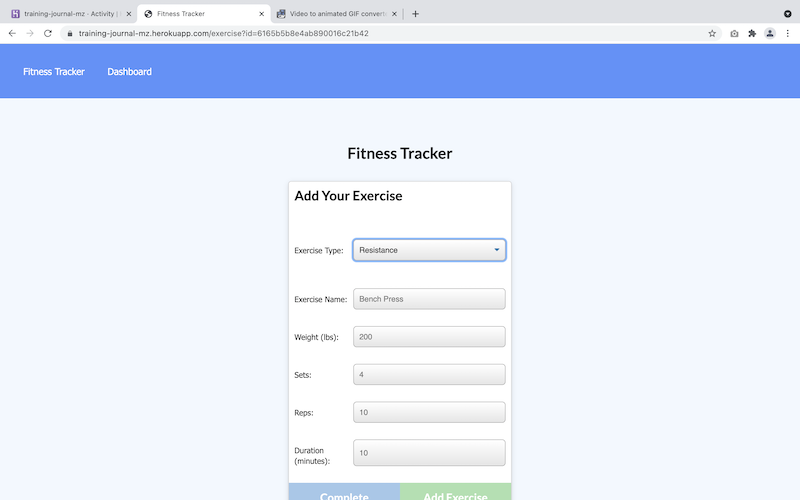 training-journal-mz · Activity |
Fitness Tracker
Video to animated GIF convert
training-journal-mz.herokuapp.com/exercise?id=6165b5b8e4ab890016c21b42
Fitness Tracker Dashboard
Fitness Tracker
Add Your Exercise
Exercise Type: Resistance
Exercise Name: Bench Press
Weight (lbs): 200
Sets: 4
Reps: 10
Duration
(minutes): 10
Complete Add Exercise